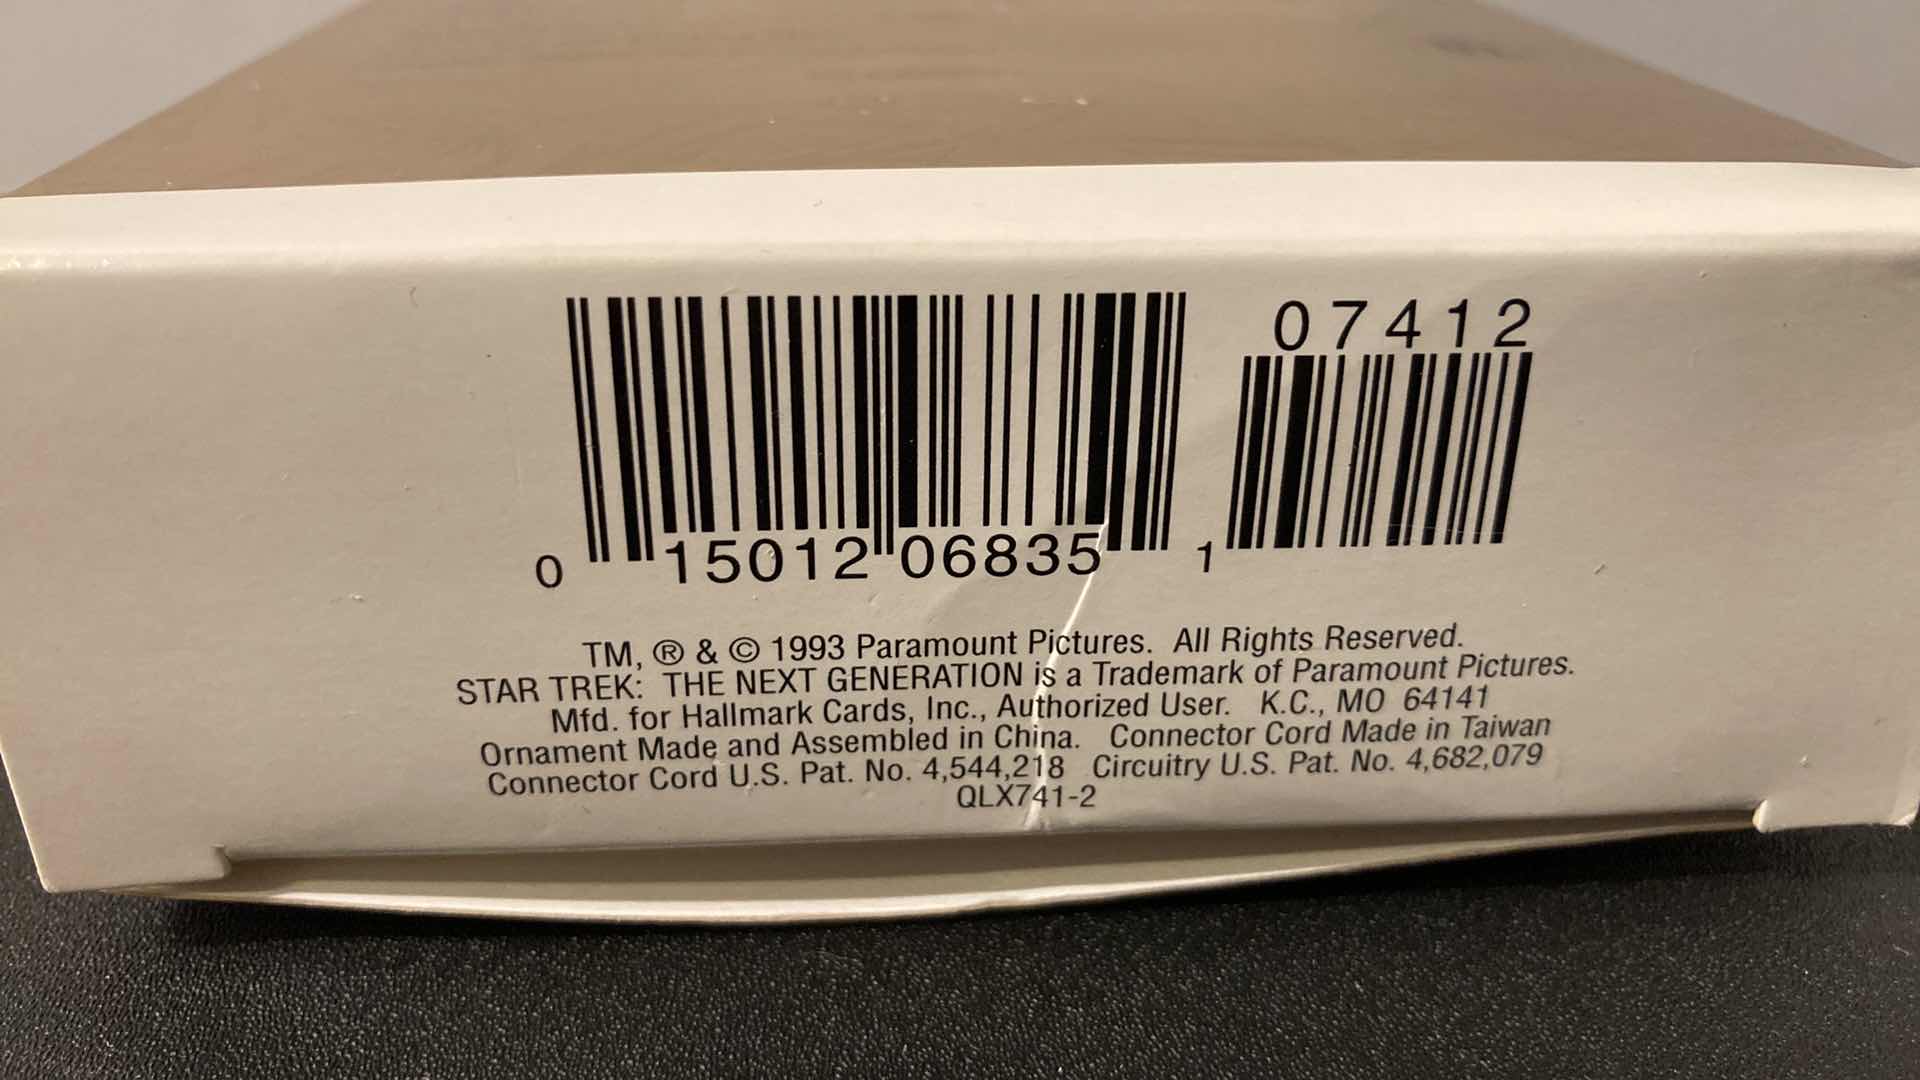 07412
0 15012 06835 1
TM, ® & © 1993 Paramount Pictures. All Rights Reserved.
STAR TREK: THE NEXT GENERATION is a Trademark of Paramount Pictures.
Mfd. for Hallmark Cards, Inc., Authorized User. K.C., MO 64141
Ornament Made and Assembled in China. Connector Cord Made in Taiwan
Connector Cord U.S. Pat. No. 4,544,218 Circuitry U.S. Pat. No. 4,682,079
QLX741-2